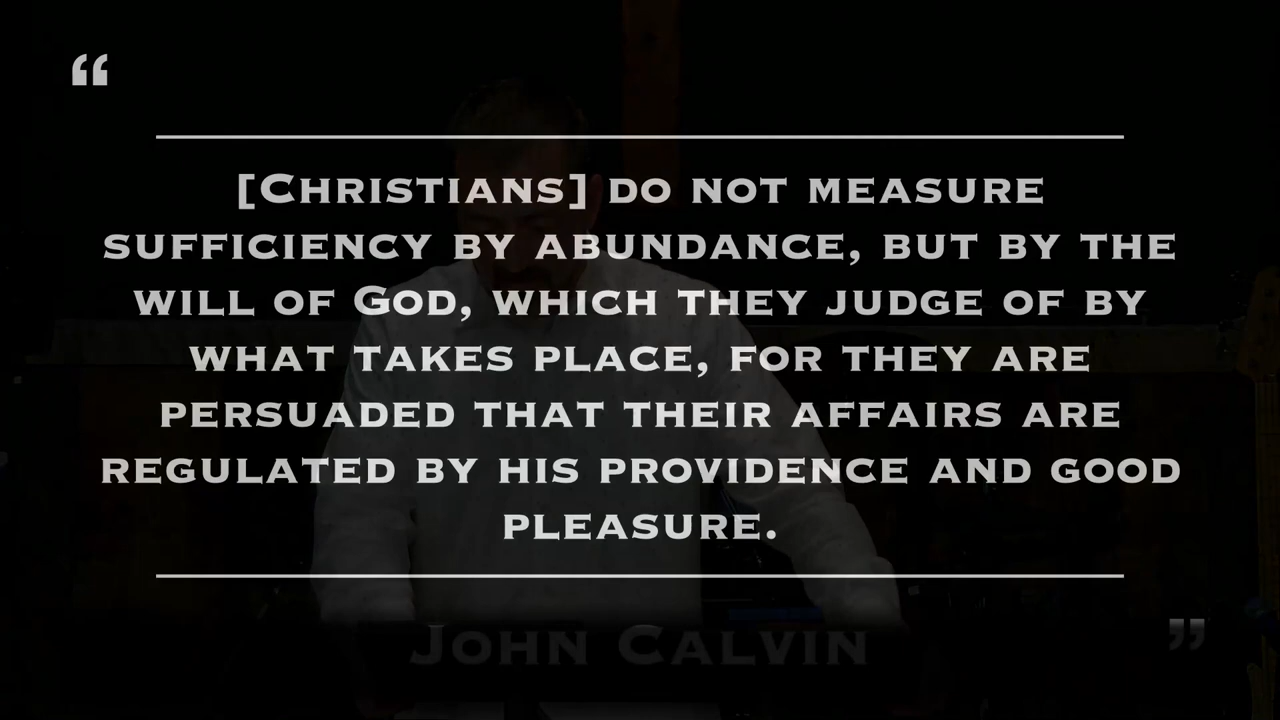 “
[Christians] do not measure
sufficiency by abundance, but by the
will of God, which they judge of by
what takes place, for they are
persuaded that their affairs are
regulated by his providence and good
pleasure.
John Calvin
”